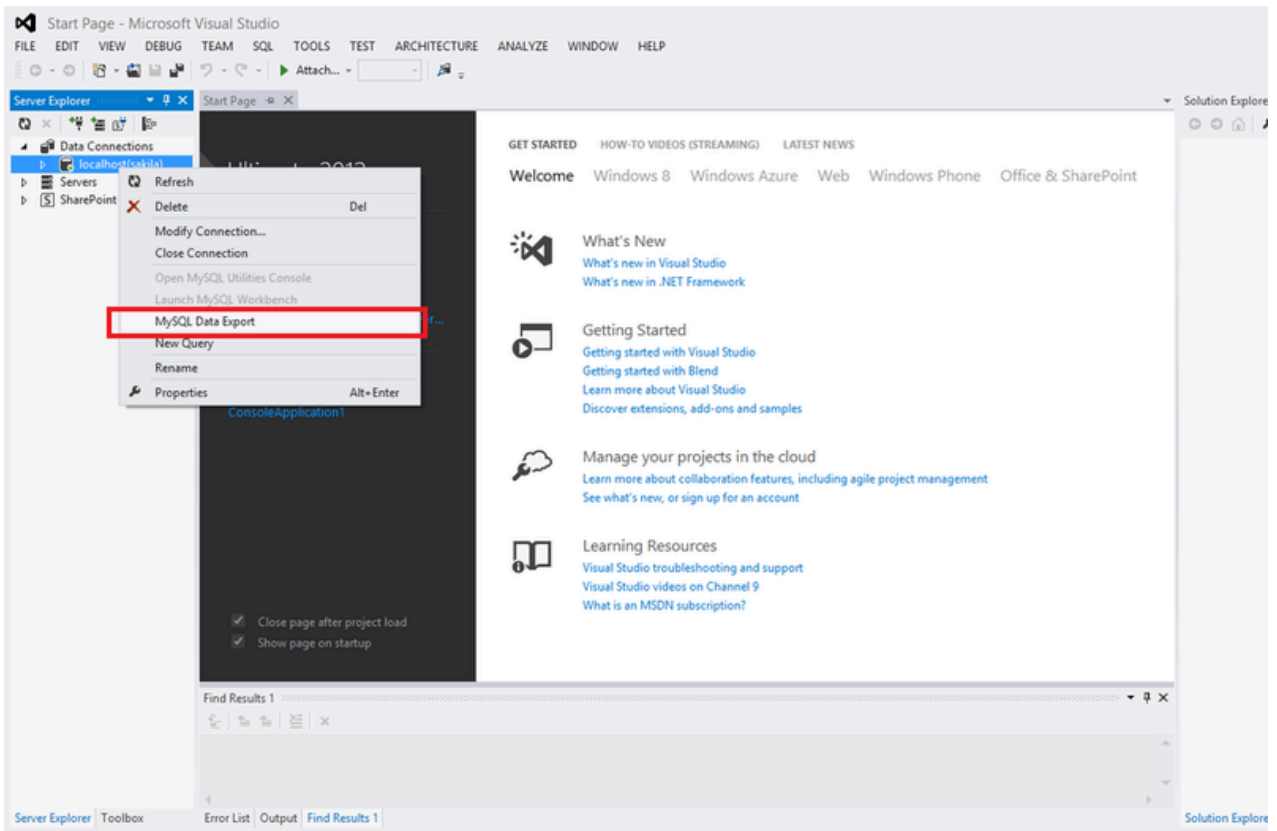 Start Page - Microsoft Visual Studio
FILE EDIT VIEW DEBUG TEAM SQL TOOLS TEST ARCHITECTURE ANALYZE WINDOW HELP
Attach...
Server Explorer
Start Page
Solution Explore
Data Connections
localhost(sakila)
Servers
SharePoint
Refresh
Delete Del
Modify Connection...
Close Connection
Open MySQL Utilities Console
Launch MySQL Workbench
MySQL Data Export
New Query
Rename
Properties Alt+Enter
ConsoleApplication1
Close page after project load
Show page on startup
GET STARTED HOW-TO VIDEOS (STREAMING) LATEST NEWS
Welcome Windows 8 Windows Azure Web Windows Phone Office & SharePoint
What's New
What's new in Visual Studio
What's new in .NET Framework
Getting Started
Getting started with Visual Studio
Getting started with Blend
Learn more about Visual Studio
Discover extensions, add-ons and samples
Manage your projects in the cloud
Learn more about collaboration features, including agile project management
See what's new, or sign up for an account
Learning Resources
Visual Studio troubleshooting and support
Visual Studio videos on Channel 9
What is an MSDN subscription?
Find Results 1
Server Explorer Toolbox
Error List Output Find Results 1
Solution Explore